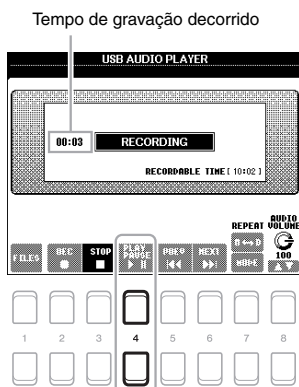 Tempo de gravação decorrido
USB AUDIO PLAYER
00:03 RECORDING
RECORDABLE TIME[ 10:02 ]
REPEAT AUDIO VOLUME
FILES REC STOP PLAY PAUSE PREV NEXT MODE 100
1 2 3 4 5 6 7 8